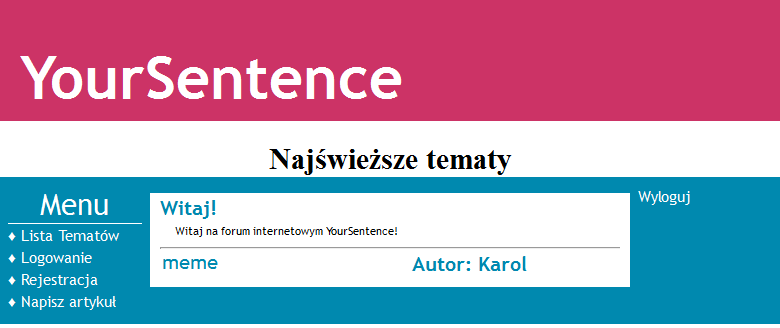 YourSentence
Najświeższe tematy
Menu
♦ Lista Tematów
♦ Logowanie
♦ Rejestracja
♦ Napisz artykuł
Witaj!
Witaj na forum internetowym YourSentence!
meme Autor: Karol
Wyloguj